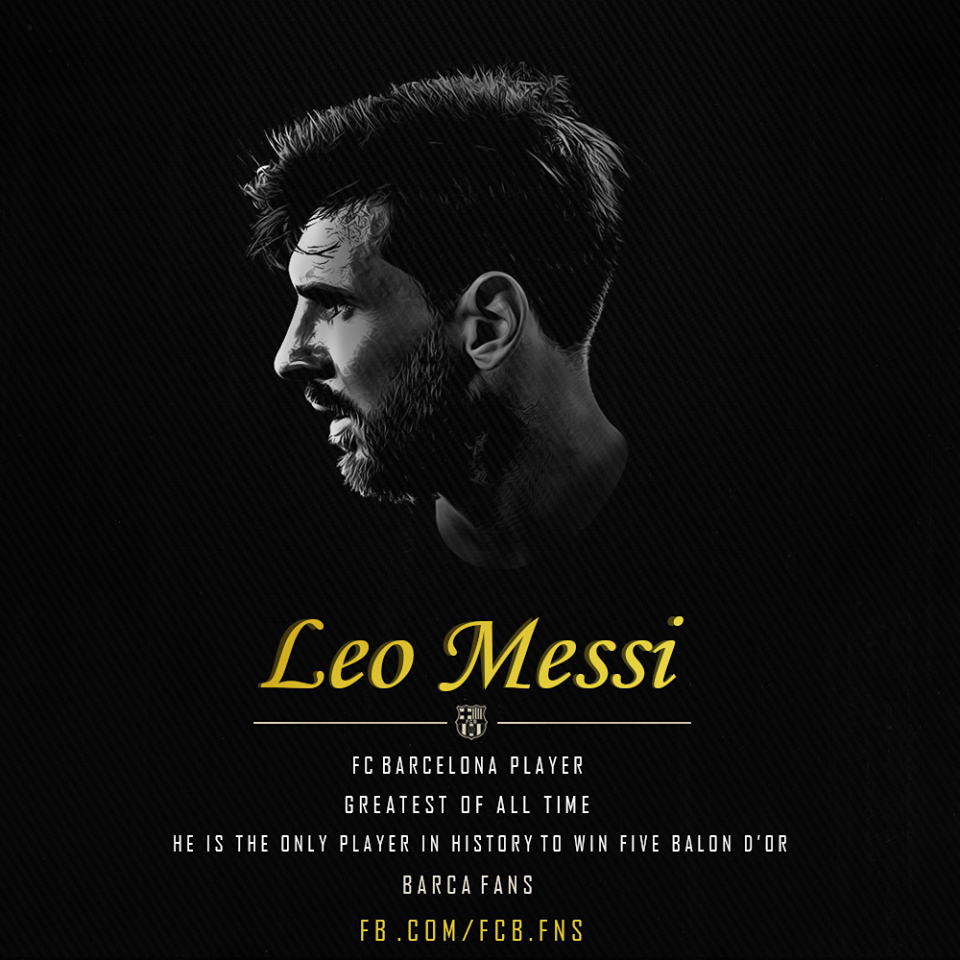 Leo Messi
FC BARCELONA PLAYER
GREATEST OF ALL TIME
HE IS THE ONLY PLAYER IN HISTORY TO WIN FIVE BALON D'OR
BARCA FANS
FB.COM/FCB.FNS